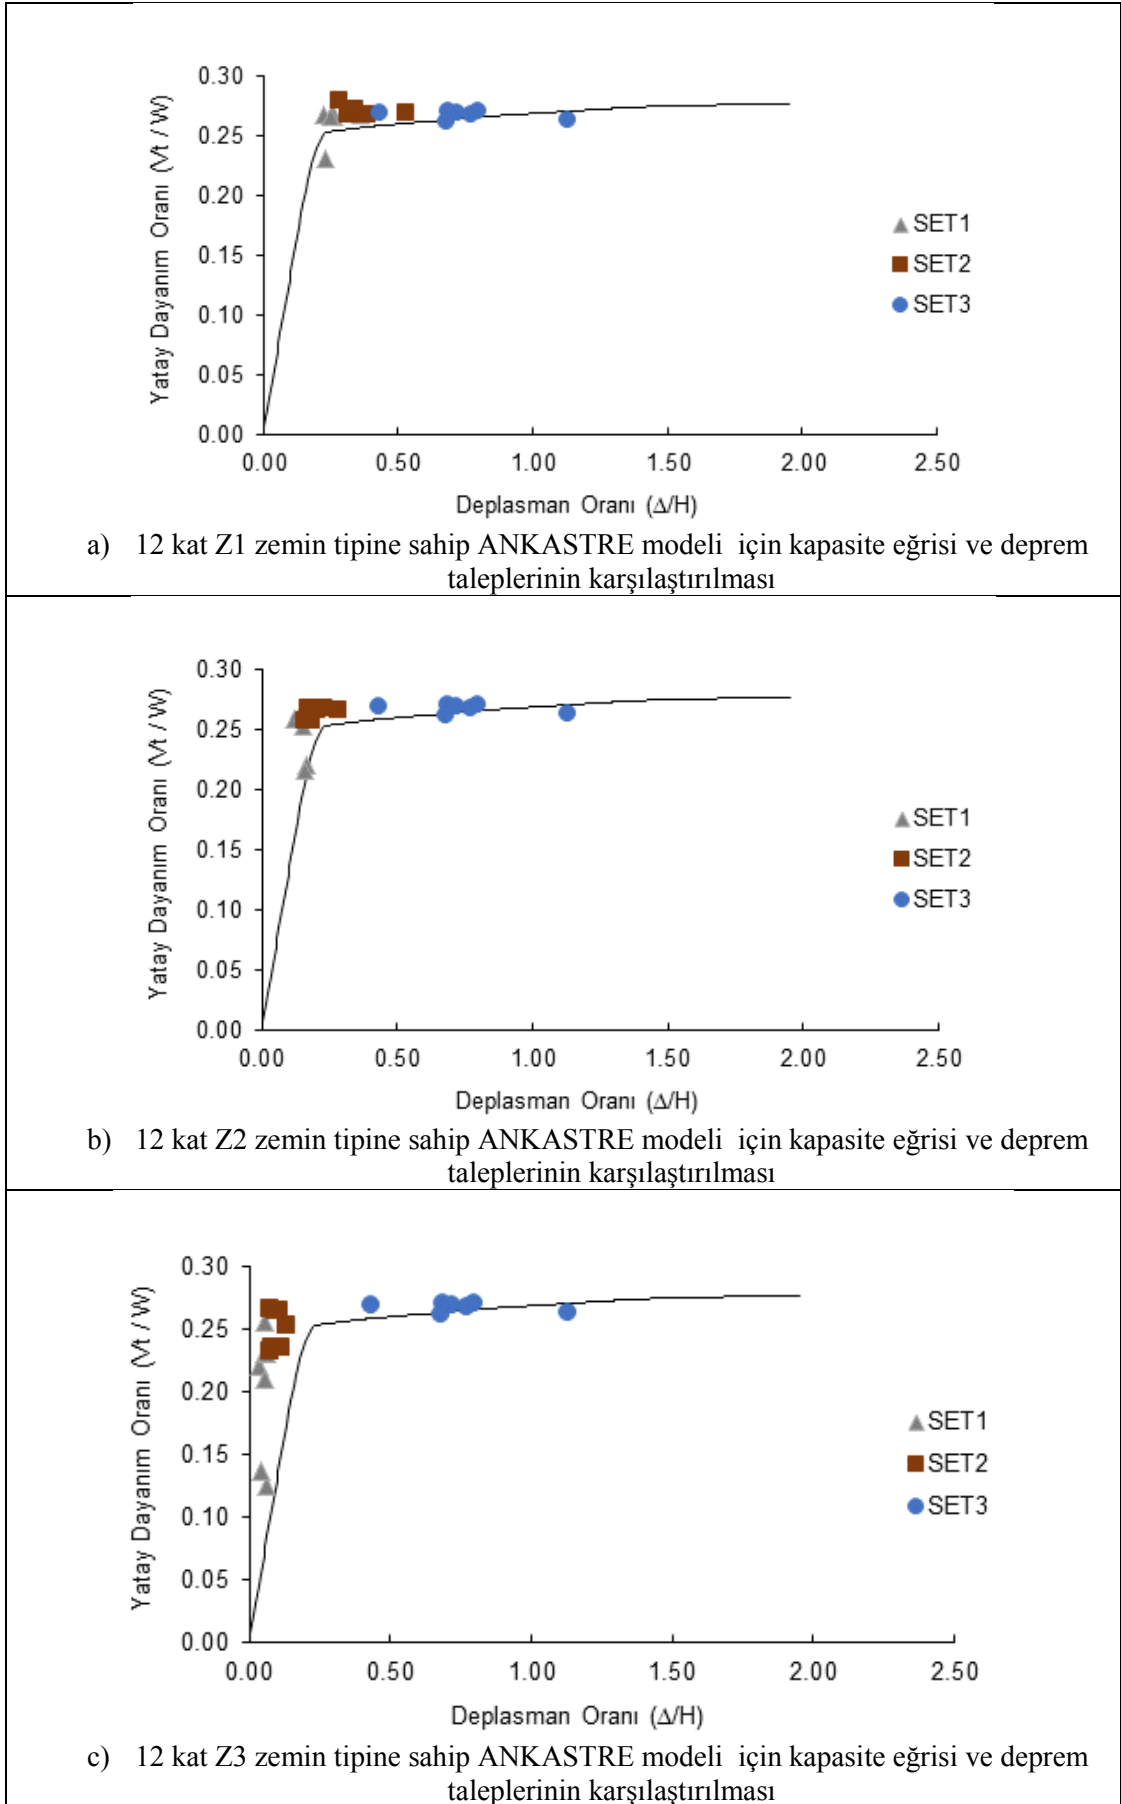 0.30
0.25
0.20
0.15
0.10
0.05
0.00
Yatay Dayanım Oranı (Vt / W)
SET1
SET2
SET3
0.00 0.50 1.00 1.50 2.00 2.50
Deplasman Oranı (Δ/H)
a) 12 kat Z1 zemin tipine sahip ANKASTRE modeli için kapasite eğrisi ve deprem
taleplerinin karşılaştırılması
0.30
0.25
0.20
0.15
0.10
0.05
0.00
Yatay Dayanım Oranı (Vt / W)
SET1
SET2
SET3
0.00 0.50 1.00 1.50 2.00 2.50
Deplasman Oranı (Δ/H)
b) 12 kat Z2 zemin tipine sahip ANKASTRE modeli için kapasite eğrisi ve deprem
taleplerinin karşılaştırılması
0.30
0.25
0.20
0.15
0.10
0.05
0.00
Yatay Dayanım Oranı (Vt / W)
SET1
SET2
SET3
0.00 0.50 1.00 1.50 2.00 2.50
Deplasman Oranı (Δ/H)
c) 12 kat Z3 zemin tipine sahip ANKASTRE modeli için kapasite eğrisi ve deprem
taleplerinin karşılaştırılması